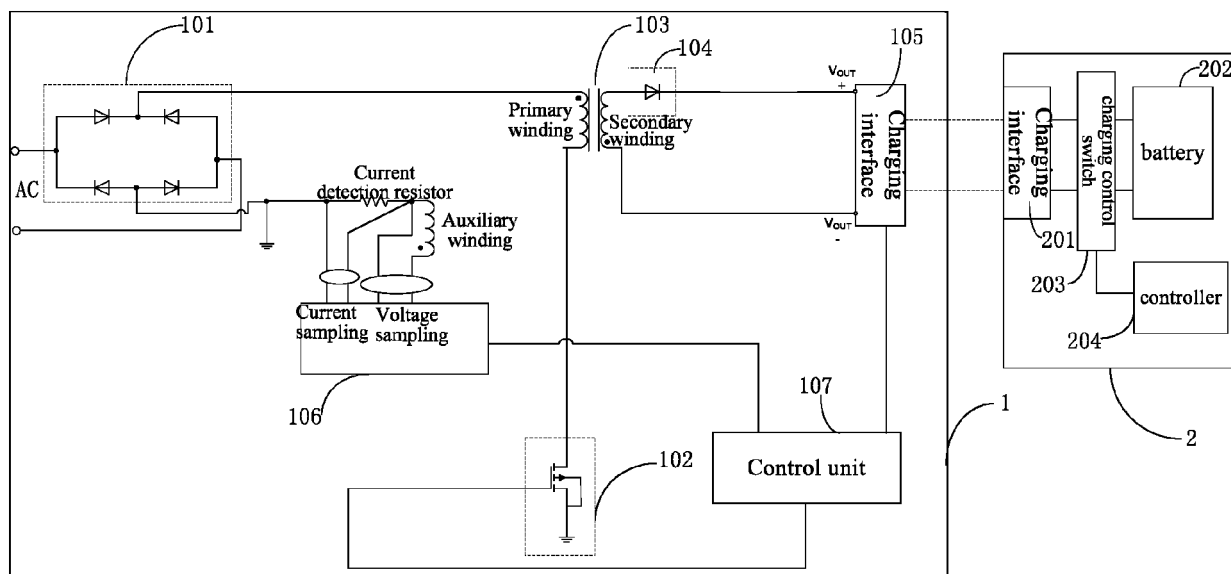 101
103
104
105
202
V_OUT
+
Primary
winding
Secondary
winding
Charging
interface
Charging
interface
charging control
switch
battery
AC
Current
detection resistor
Auxiliary
winding
V_OUT
-
201
203
controller
204
Current
sampling
Voltage
sampling
106
107
1
2
102
Control unit